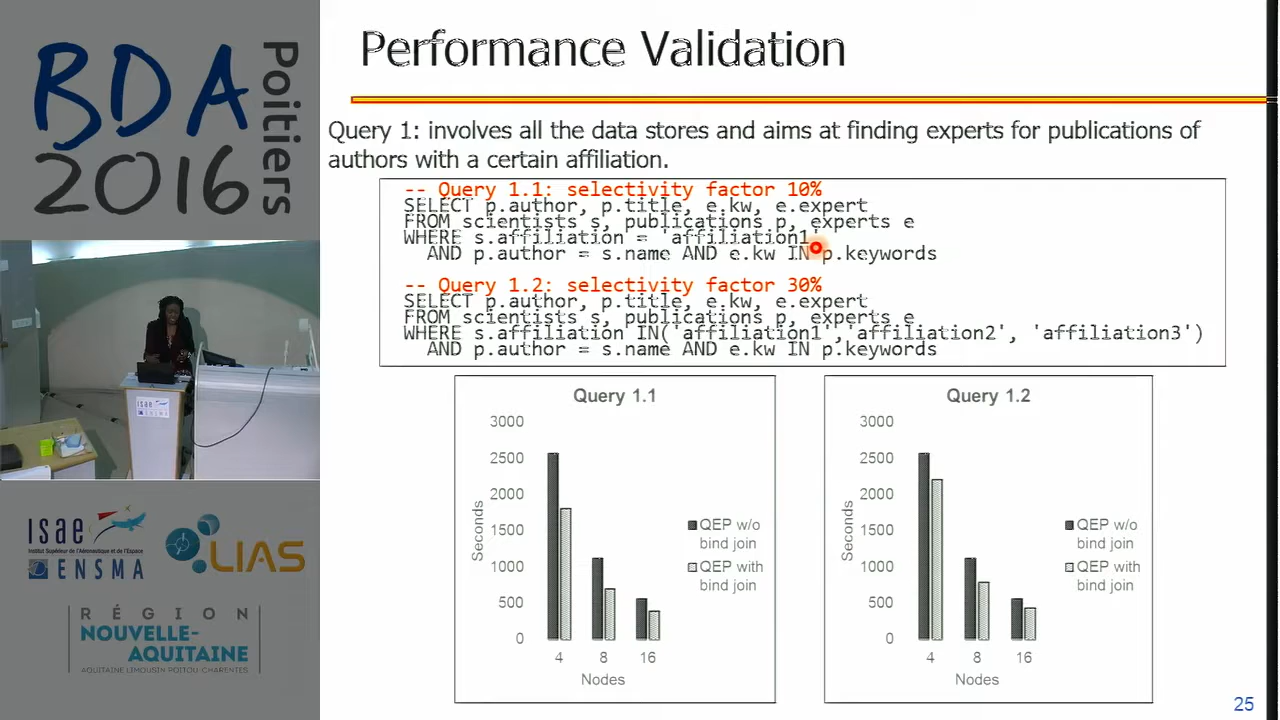 BDA
2016
Poitiers
isae
ENSMA
isae
Institut Supérieur de l'Aéronautique et de l'Espace
ENSMA
LIAS
RÉGION
NOUVELLE-
AQUITAINE
AQUITAINE LIMOUSIN POITOU-CHARENTES
Performance Validation
Query 1: involves all the data stores and aims at finding experts for publications of
authors with a certain affiliation.
-- Query 1.1: selectivity factor 10%
SELECT p.author, p.title, e.kw, e.expert
FROM scientists s, publications p, experts e
WHERE s.affiliation = 'affiliation1'
AND p.author = s.name AND e.kw IN p.keywords
-- Query 1.2: selectivity factor 30%
SELECT p.author, p.title, e.kw, e.expert
FROM scientists s, publications p, experts e
WHERE s.affiliation IN('affiliation1', 'affiliation2', 'affiliation3')
AND p.author = s.name AND e.kw IN p.keywords
Query 1.1
3000
2500
2000
1500
1000
500
0
Seconds
4 8 16
Nodes
QEP w/o
bind join
QEP with
bind join
Query 1.2
3000
2500
2000
1500
1000
500
0
Seconds
4 8 16
Nodes
QEP w/o
bind join
QEP with
bind join
25